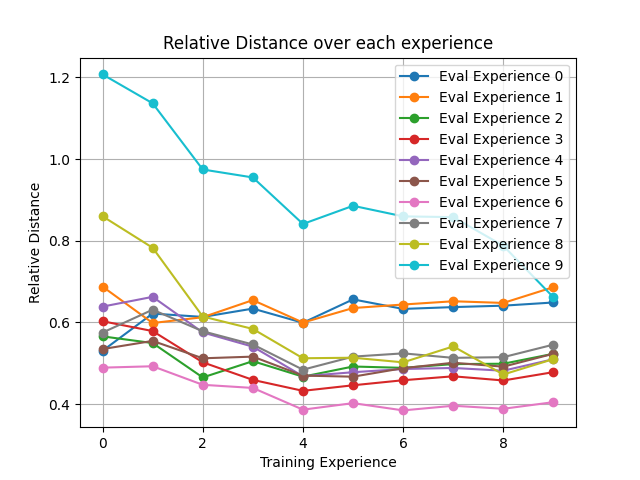 Relative Distance over each experience
Relative Distance
1.2
1.0
0.8
0.6
0.4
Eval Experience 0
Eval Experience 1
Eval Experience 2
Eval Experience 3
Eval Experience 4
Eval Experience 5
Eval Experience 6
Eval Experience 7
Eval Experience 8
Eval Experience 9
0 2 4 6 8
Training Experience